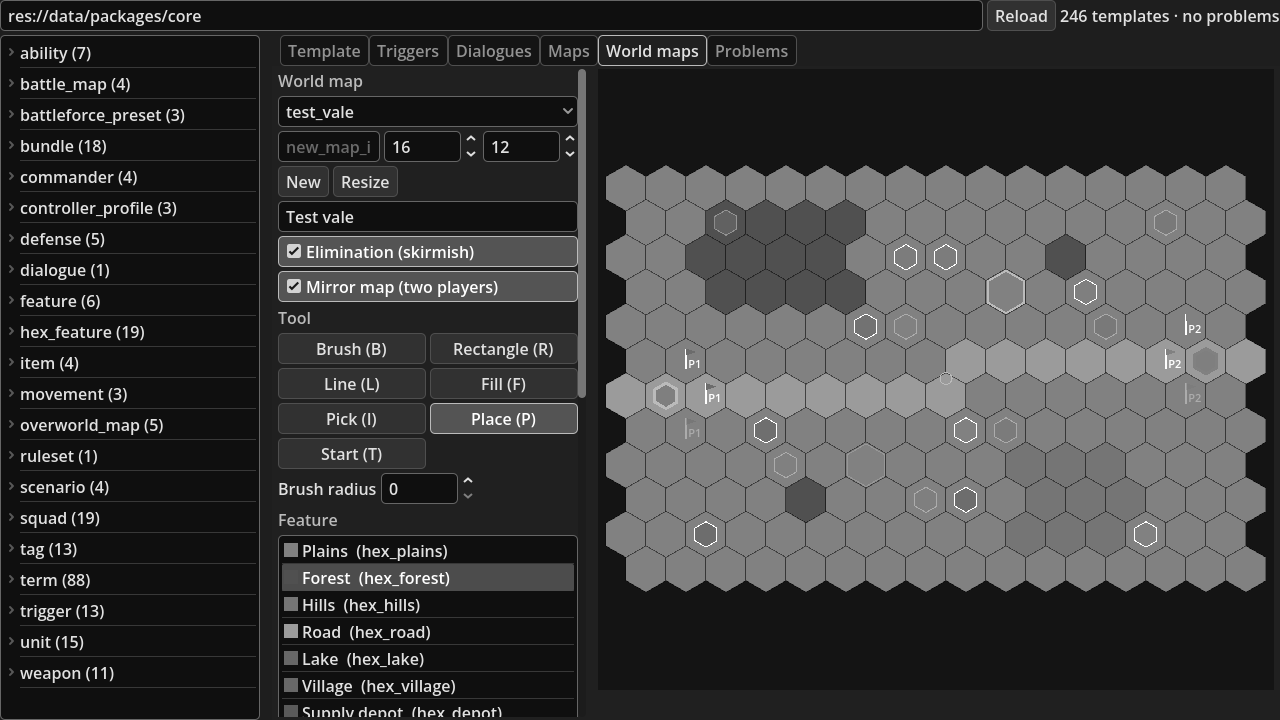 res://data/packages/core
Reload
246 templates · no problems
ability (7)
battle_map (4)
battleforce_preset (3)
bundle (18)
commander (4)
controller_profile (3)
defense (5)
dialogue (1)
feature (6)
hex_feature (19)
item (4)
movement (3)
overworld_map (5)
ruleset (1)
scenario (4)
squad (19)
tag (13)
term (88)
trigger (13)
unit (15)
weapon (11)
Template
Triggers
Dialogues
Maps
World maps
Problems
World map
test_vale
new_map_i
16
12
New
Resize
Test vale
Elimination (skirmish)
Mirror map (two players)
Tool
Brush (B)
Rectangle (R)
Line (L)
Fill (F)
Pick (I)
Place (P)
Start (T)
Brush radius
0
Feature
Plains (hex_plains)
Forest (hex_forest)
Hills (hex_hills)
Road (hex_road)
Lake (hex_lake)
Village (hex_village)
Supply depot (hex_depot)
P2
P1
P2
P1
P2
P1